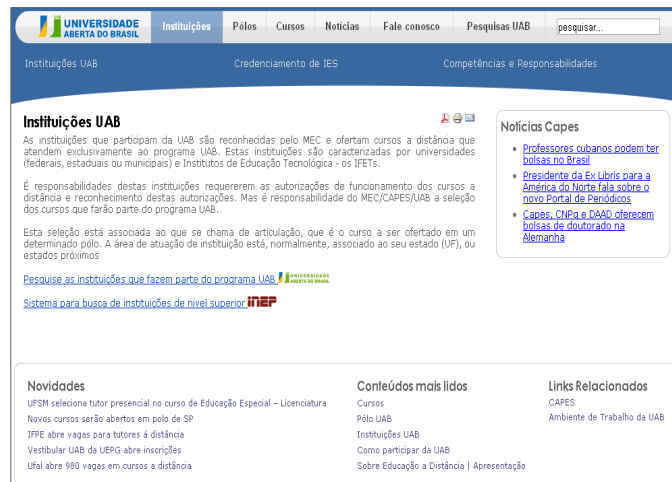 UNIVERSIDADE
ABERTA DO BRASIL
Instituições Pólos Cursos Notícias Fale conosco Pesquisas UAB pesquisar...
Instituições UAB Credenciamento de IES Competências e Responsabilidades
Instituições UAB
As instituições que participam da UAB são reconhecidas pelo MEC e ofertam cursos a distância que
atendem exclusivamente ao programa UAB. Estas instituições são caracterizadas por universidades
(federais, estaduais ou municipais) e Institutos de Educação Tecnológica - os IFETs.
É responsabilidades destas instituições requererem as autorizações de funcionamento dos cursos a
distância e reconhecimento destas autorizações. Mas é responsabilidade do MEC/CAPES/UAB a seleção
dos cursos que farão parte do programa UAB.
Esta seleção está associada ao que se chama de articulação, que é o curso a ser ofertado em um
determinado pólo. A área de atuação de instituição está, normalmente, associado ao seu estado (UF), ou
estados próximos
Pesquise as instituições que fazem parte do programa UAB UNIVERSIDADE
ABERTA DO BRASIL
Sistema para busca de instituições de nível superior INEP
Notícias Capes
Professores cubanos podem ter
bolsas no Brasil
Presidente da Ex Libris para a
América do Norte fala sobre o
novo Portal de Periódicos
Capes, CNPq e DAAD oferecem
bolsas de doutorado na
Alemanha
Novidades
UFSM seleciona tutor presencial no curso de Educação Especial – Licenciatura
Novos cursos serão abertos em polo de SP
IFPE abre vagas para tutores á distância
Vestibular UAB da UEPG abre inscrições
Ufal abre 980 vagas em cursos a distância
Conteúdos mais lidos
Cursos
Pólo UAB
Instituições UAB
Como participar da UAB
Sobre Educação a Distância | Apresentação
Links Relacionados
CAPES
Ambiente de Trabalho da UAB